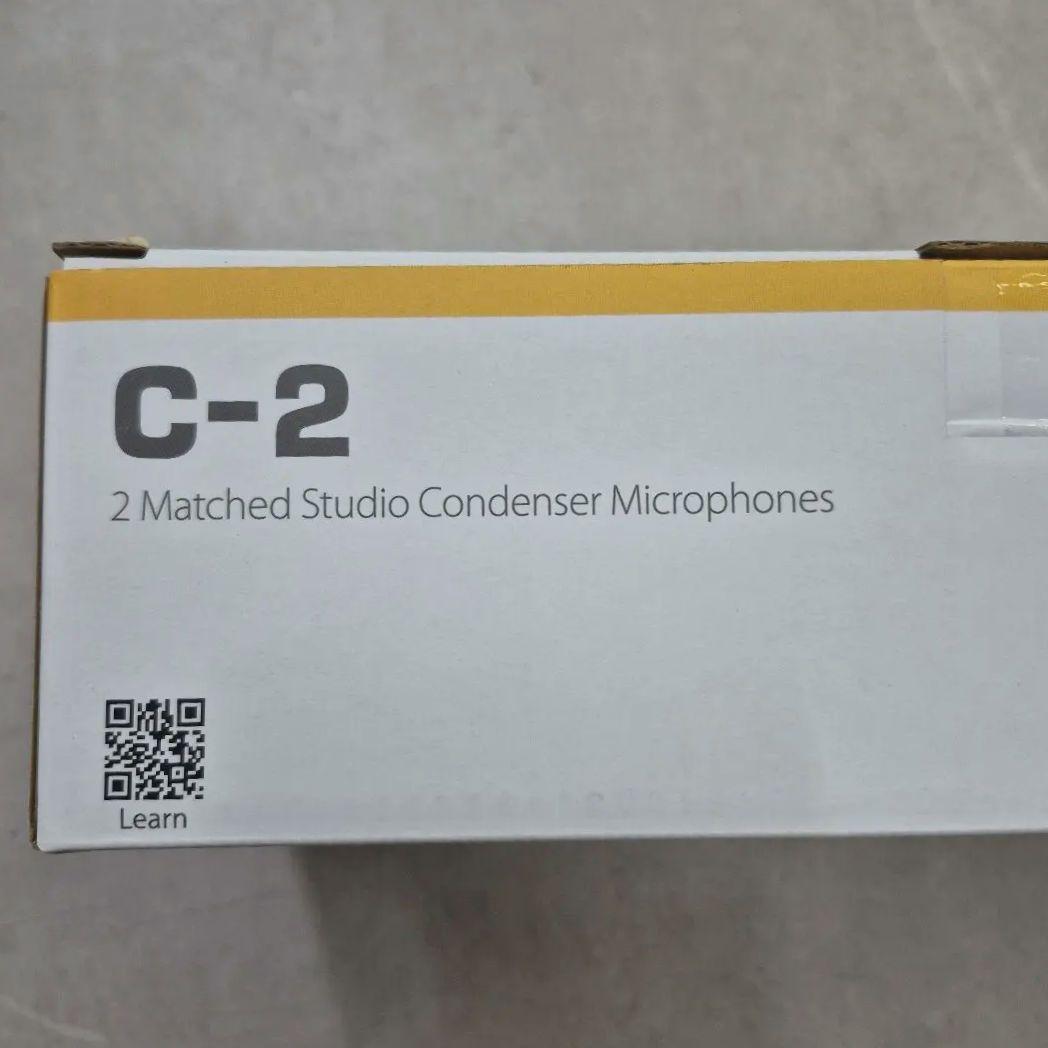 C-2
2 Matched Studio Condenser Microphones
Learn